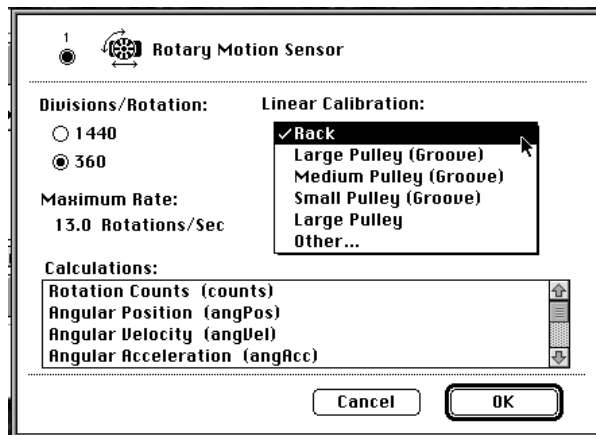 1
Rotary Motion Sensor
Divisions/Rotation:
1440
360
Maximum Rate:
13.0 Rotations/Sec
Linear Calibration:
✓Rack
Large Pulley (Groove)
Medium Pulley (Groove)
Small Pulley (Groove)
Large Pulley
Other...
Calculations:
Rotation Counts (counts)
Angular Position (angPos)
Angular Velocity (angVel)
Angular Acceleration (angAcc)
Cancel
OK